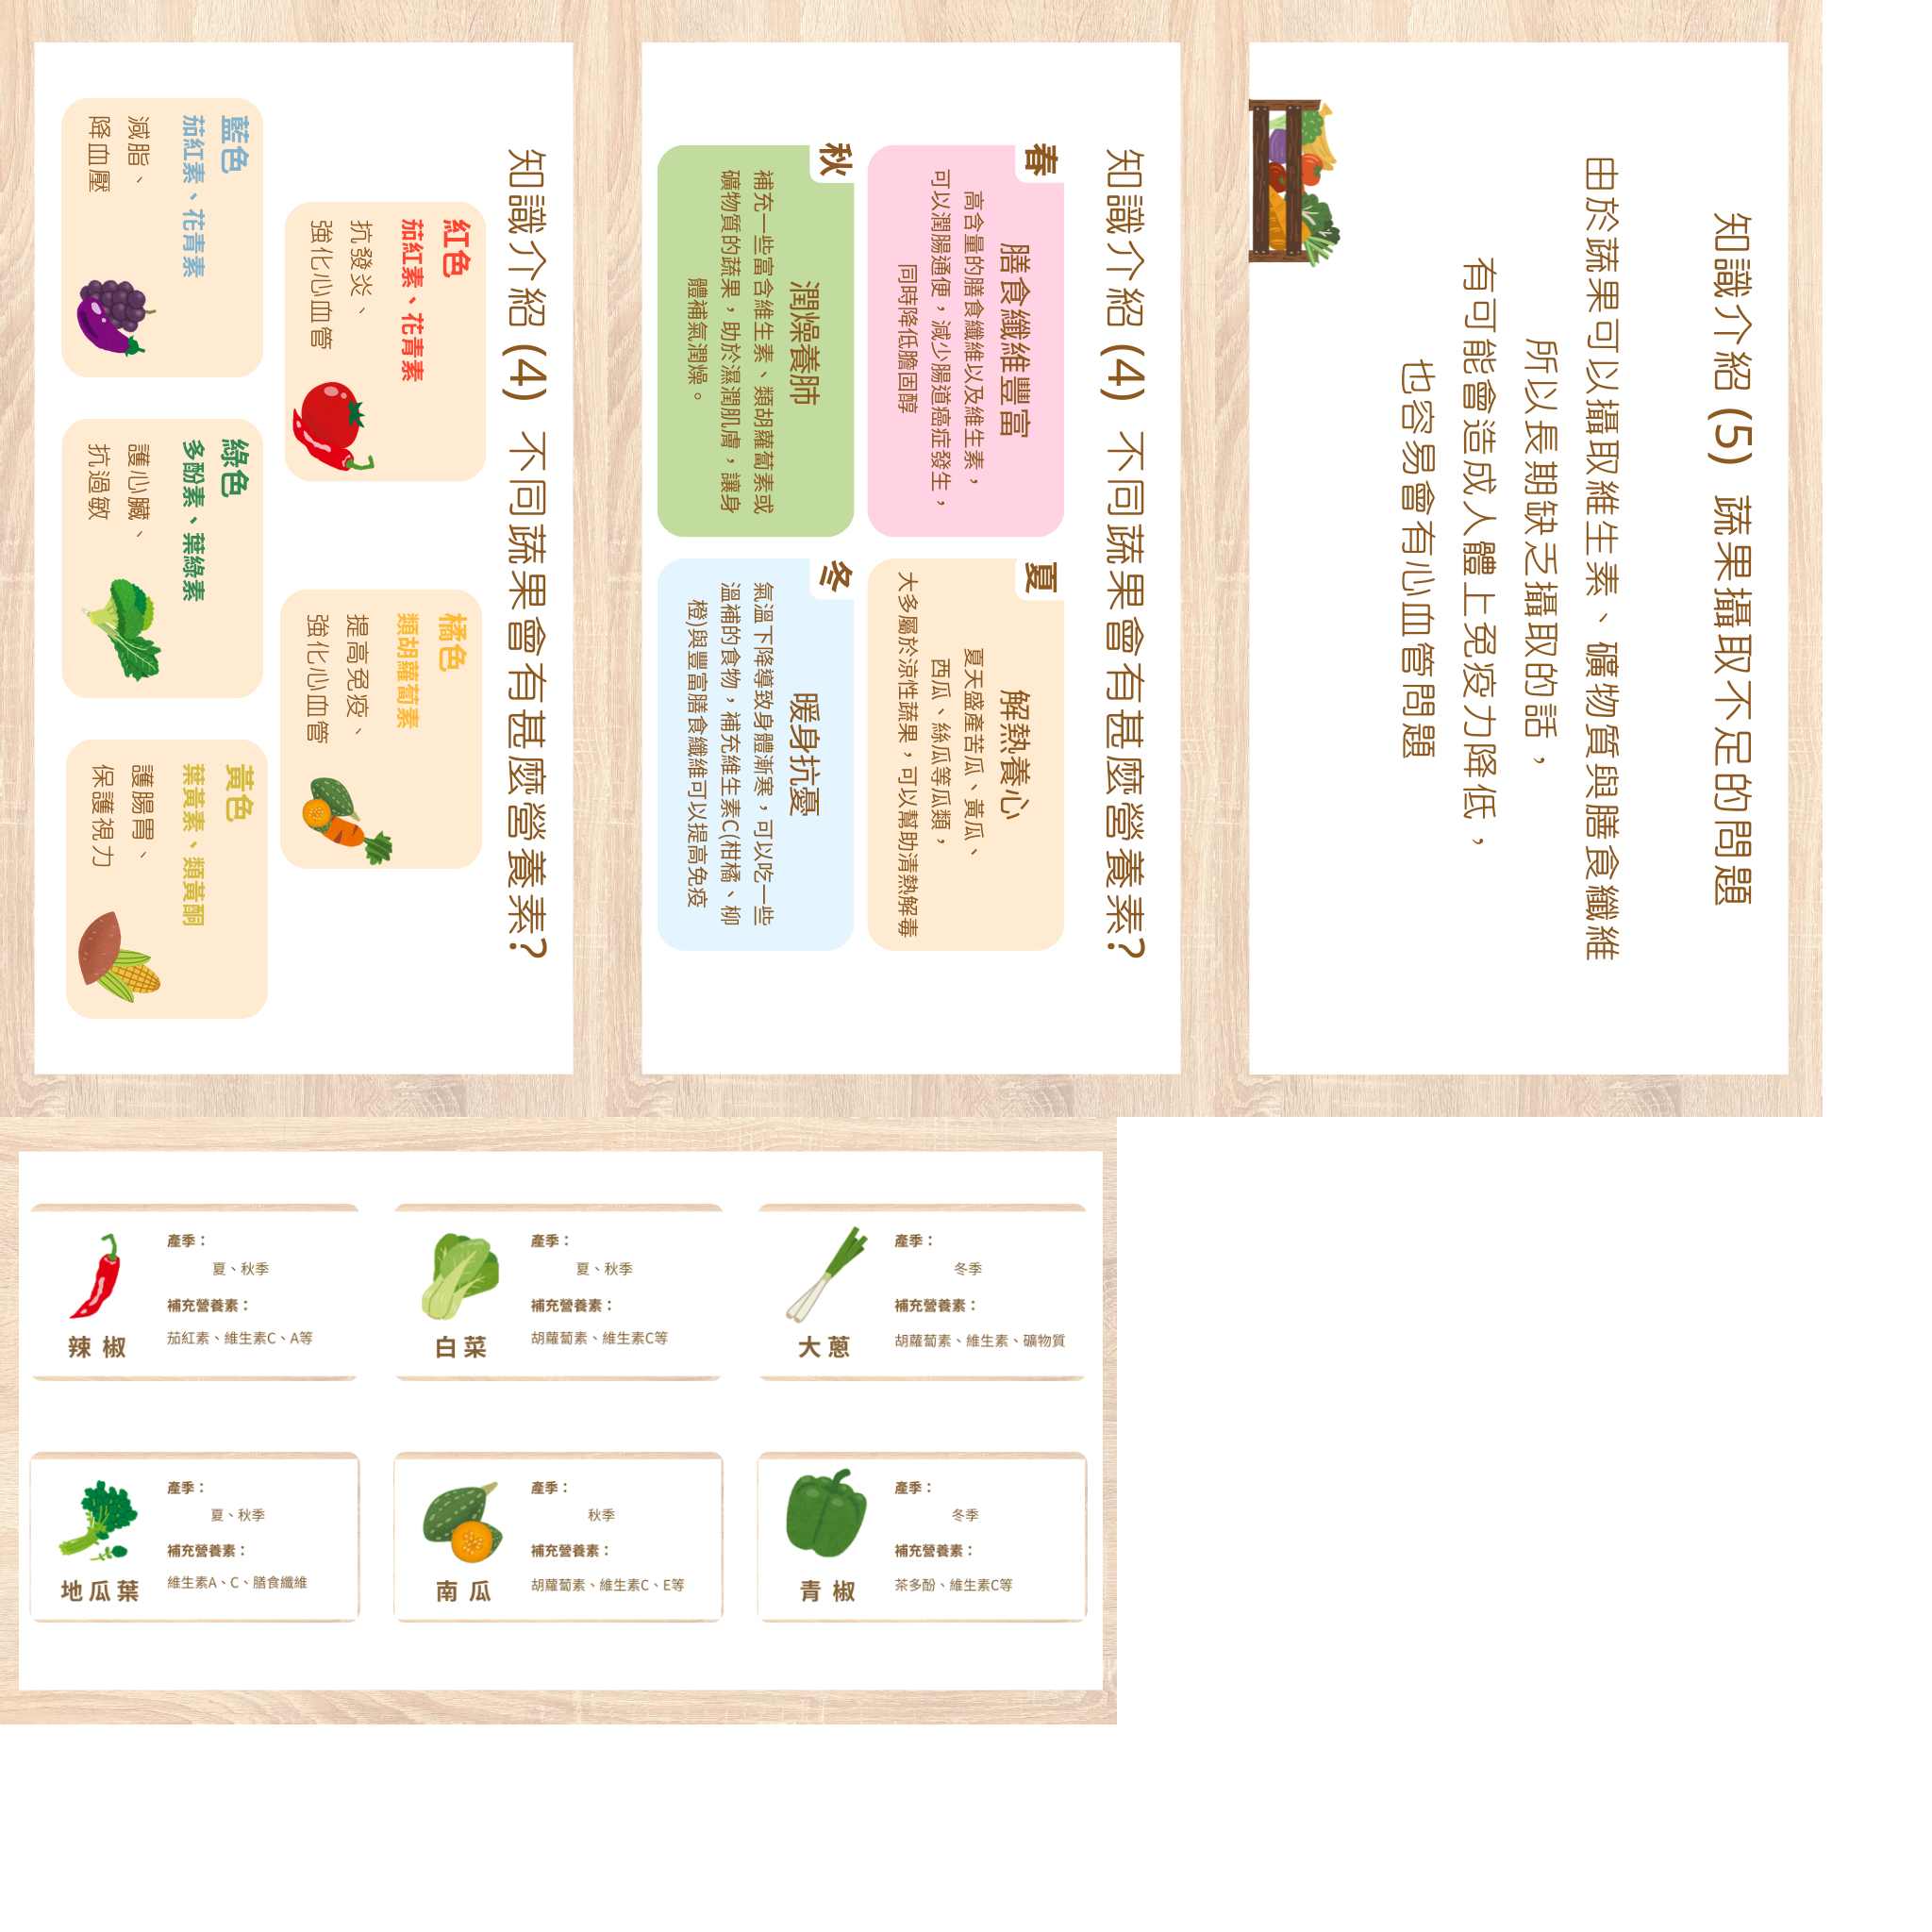 知識介紹 (4) 不同蔬果會有甚麼營養素?
紅色
茄紅素、花青素
抗發炎、
強化心血管
橘色
類胡蘿蔔素
提高免疫、
強化心血管
藍色
茄紅素、花青素
減脂、
降血壓
綠色
多酚素、葉綠素
護心臟、
抗過敏
黃色
葉黃素、類黃酮
護腸胃、
保護視力
知識介紹 (4) 不同蔬果會有甚麼營養素?
春
膳食纖維豐富
高含量的膳食纖維以及維生素，
可以潤腸通便，減少腸道癌症發生，
同時降低膽固醇
夏
解熱養心
夏天盛產苦瓜、黃瓜、
西瓜、絲瓜等瓜類，
大多屬於涼性蔬果，可以幫助清熱解毒
秋
潤燥養肺
補充一些富含維生素、類胡蘿蔔素或
礦物質的蔬果，助於濕潤肌膚，讓身
體補氣潤燥。
冬
暖身抗憂
氣溫下降導致身體漸寒，可以吃一些
溫補的食物，補充維生素C(柑橘、柳
橙)與豐富膳食纖維可以提高免疫
知識介紹 (5) 蔬果攝取不足的問題
由於蔬果可以攝取維生素、礦物質與膳食纖維
所以長期缺乏攝取的話，
有可能會造成人體上免疫力降低，
也容易會有心血管問題
辣椒
產季：
夏、秋季
補充營養素：
茄紅素、維生素C、A等
白菜
產季：
夏、秋季
補充營養素：
胡蘿蔔素、維生素C等
大蔥
產季：
冬季
補充營養素：
胡蘿蔔素、維生素、礦物質
地瓜葉
產季：
夏、秋季
補充營養素：
維生素A、C、膳食纖維
南瓜
產季：
秋季
補充營養素：
胡蘿蔔素、維生素C、E等
青椒
產季：
冬季
補充營養素：
茶多酚、維生素C等